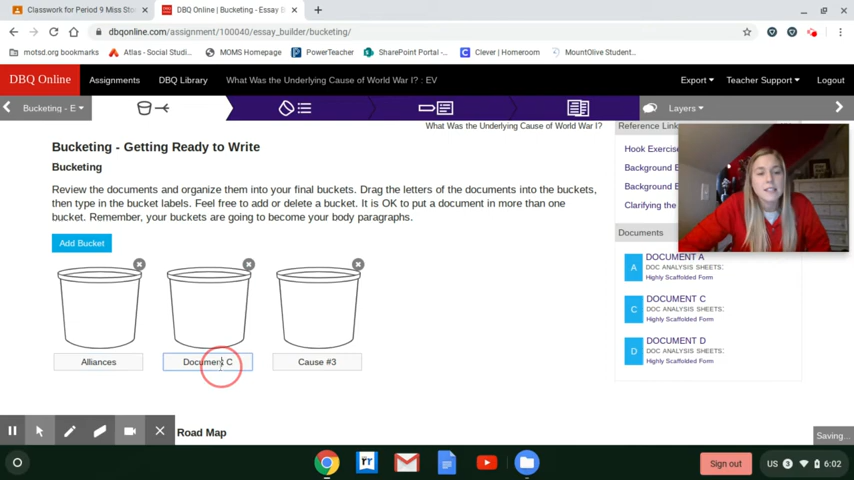 Classwork for Period 9 Miss Sto
DBQ Online | Bucketing - Essay B
dbqonline.com/assignment/100040/essay_builder/bucketing/
motsd.org bookmarks
Atlas - Social Studi...
MOMS Homepage
PowerTeacher
SharePoint Portal -...
Clever | Homeroom
MountOlive Student...
DBQ Online
Assignments
DBQ Library
What Was the Underlying Cause of World War I? : EV
Export
Teacher Support
Logout
Bucketing - E
Layers
What Was the Underlying Cause of World War I?
Reference Link
Bucketing - Getting Ready to Write
Hook Exercise
Bucketing
Background E
Review the documents and organize them into your final buckets. Drag the letters of the documents into the buckets,
Background E
then type in the bucket labels. Feel free to add or delete a bucket. It is OK to put a document in more than one
Clarifying the
bucket. Remember, your buckets are going to become your body paragraphs.
Documents
Add Bucket
A
DOCUMENT A
DOC ANALYSIS SHEETS:
Highly Scaffolded Form
C
DOCUMENT C
DOC ANALYSIS SHEETS:
Highly Scaffolded Form
D
DOCUMENT D
DOC ANALYSIS SHEETS:
Highly Scaffolded Form
Alliances
Document C
Cause #3
Road Map
Saving...
Sign out
US
3
6:02